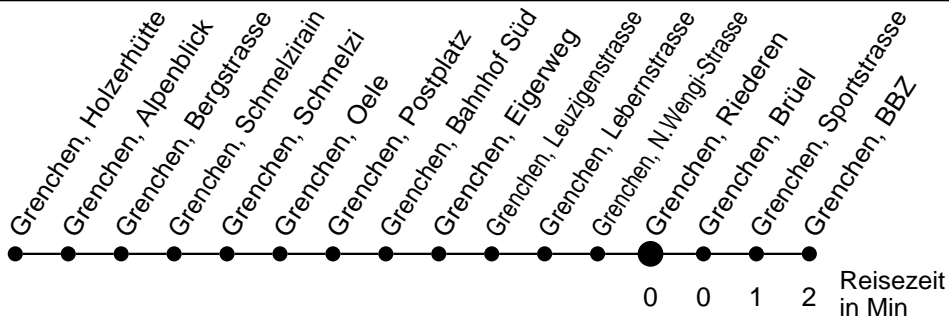 Grenchen, Holzerhütte
Grenchen, Alpenblick
Grenchen, Bergstrasse
Grenchen, Schmelzirain
Grenchen, Schmelzi
Grenchen, Oele
Grenchen, Postplatz
Grenchen, Bahnhof Süd
Grenchen, Eigerweg
Grenchen, Leuzigenstrasse
Grenchen, Lebernstrasse
Grenchen, N.Wengi-Strasse
Grenchen, Riederen
Grenchen, Brüel
Grenchen, Sportstrasse
Grenchen, BBZ
0 0 1 2 Reisezeit
in Min